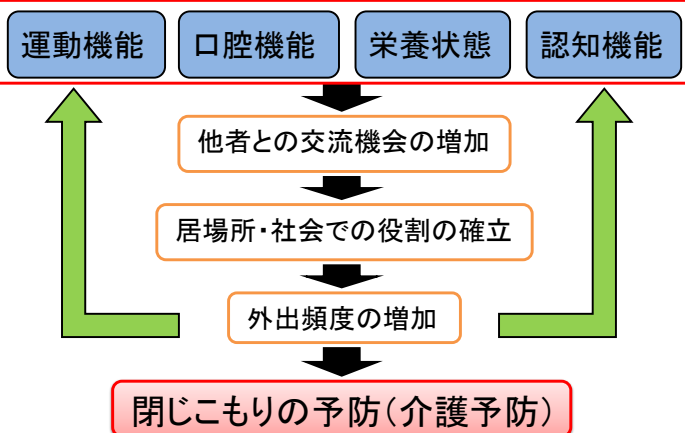 運動機能
口腔機能
栄養状態
認知機能
他者との交流機会の増加
居場所・社会での役割の確立
外出頻度の増加
閉じこもりの予防(介護予防)